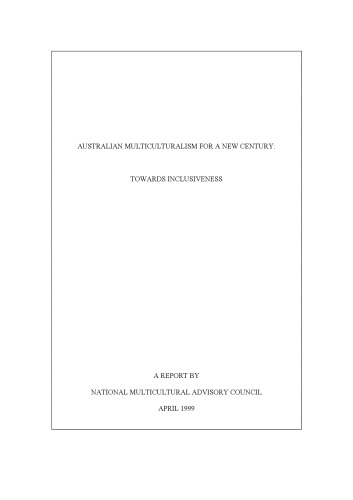 AUSTRALIAN MULTICULTURALISM FOR A NEW CENTURY:
TOWARDS INCLUSIVENESS
A REPORT BY
NATIONAL MULTICULTURAL ADVISORY COUNCIL
APRIL 1999